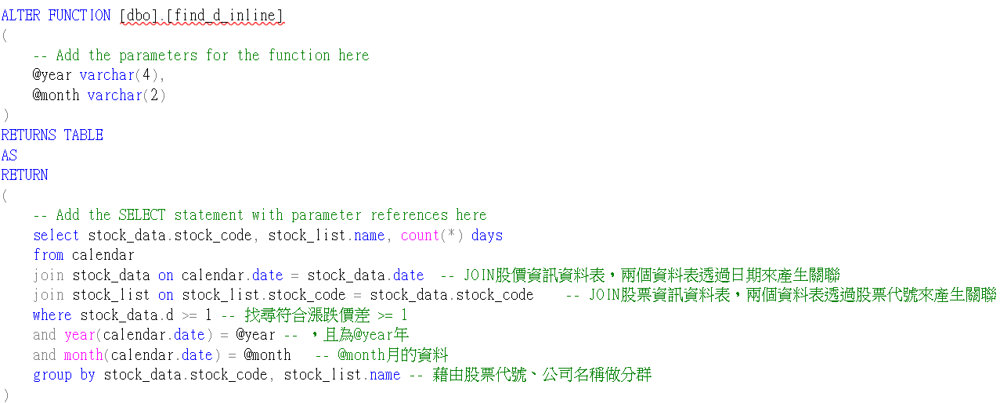 ALTER FUNCTION [dbo].[find_d_inline]
(
    -- Add the parameters for the function here
    @year varchar(4),
    @month varchar(2)
)
RETURNS TABLE
AS
RETURN
(
    -- Add the SELECT statement with parameter references here
    select stock_data.stock_code, stock_list.name, count(*) days
    from calendar
    join stock_data on calendar.date = stock_data.date  -- JOIN股價資訊資料表，兩個資料表透過日期來產生關聯
    join stock_list on stock_list.stock_code = stock_data.stock_code    -- JOIN股票資訊資料表，兩個資料表透過股票代號來產生關聯
    where stock_data.d >= 1 -- 找尋符合漲跌價差 >= 1
    and year(calendar.date) = @year -- ，且為@year年
    and month(calendar.date) = @month   -- @month月的資料
    group by stock_data.stock_code, stock_list.name -- 藉由股票代號、公司名稱做分群
)